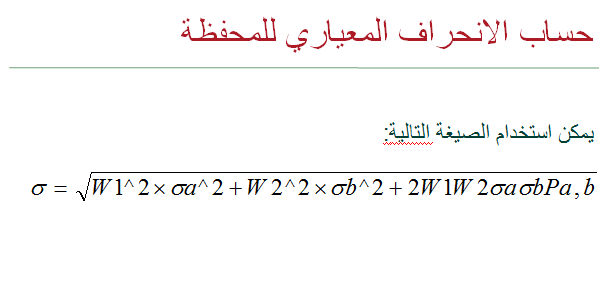 حساب الانحراف المعياري للمحفظة
يمكن استخدام الصيغة التالية:
σ = √W1^2×σa^2+W2^2×σb^2+2W1W2σaσbPa,b